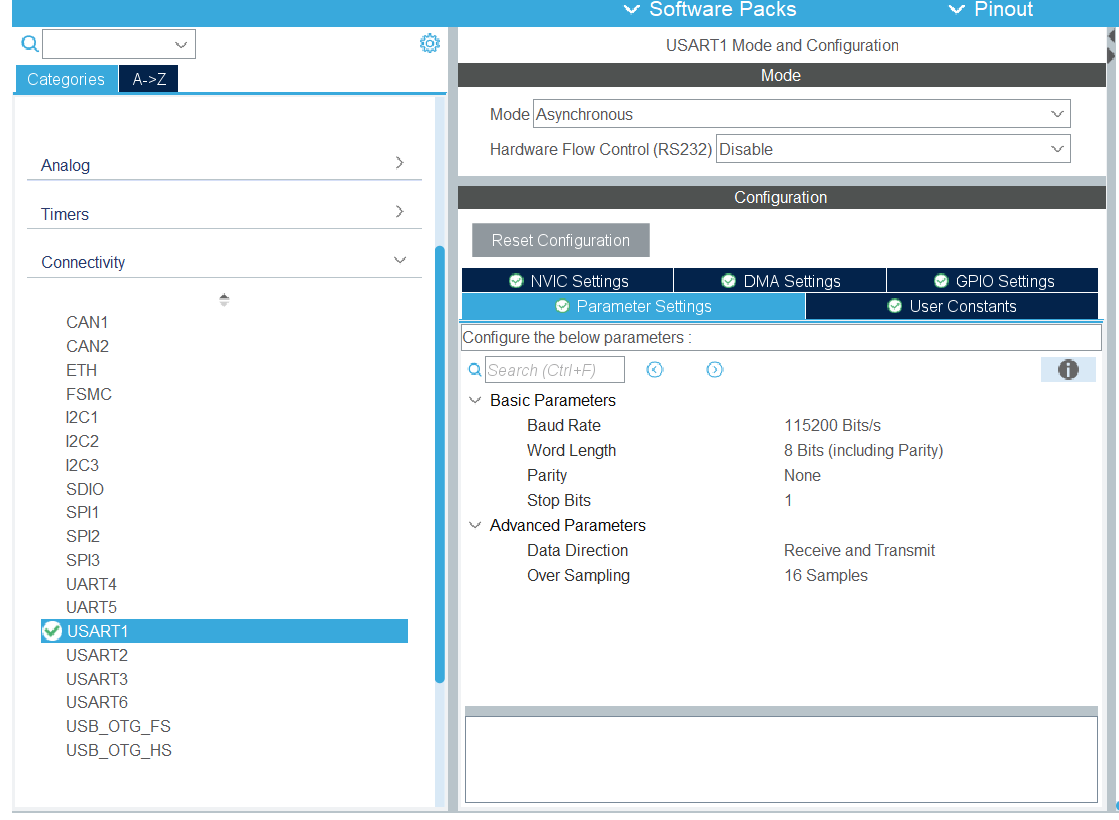 Software Packs
Pinout
Categories
A->Z
Analog
Timers
Connectivity
CAN1
CAN2
ETH
FSMC
I2C1
I2C2
I2C3
SDIO
SPI1
SPI2
SPI3
UART4
UART5
USART1
USART2
USART3
USART6
USB_OTG_FS
USB_OTG_HS
USART1 Mode and Configuration
Mode
Mode Asynchronous
Hardware Flow Control (RS232) Disable
Configuration
Reset Configuration
NVIC Settings
DMA Settings
GPIO Settings
Parameter Settings
User Constants
Configure the below parameters :
Search (Ctrl+F)
Basic Parameters
Baud Rate 115200 Bits/s
Word Length 8 Bits (including Parity)
Parity None
Stop Bits 1
Advanced Parameters
Data Direction Receive and Transmit
Over Sampling 16 Samples